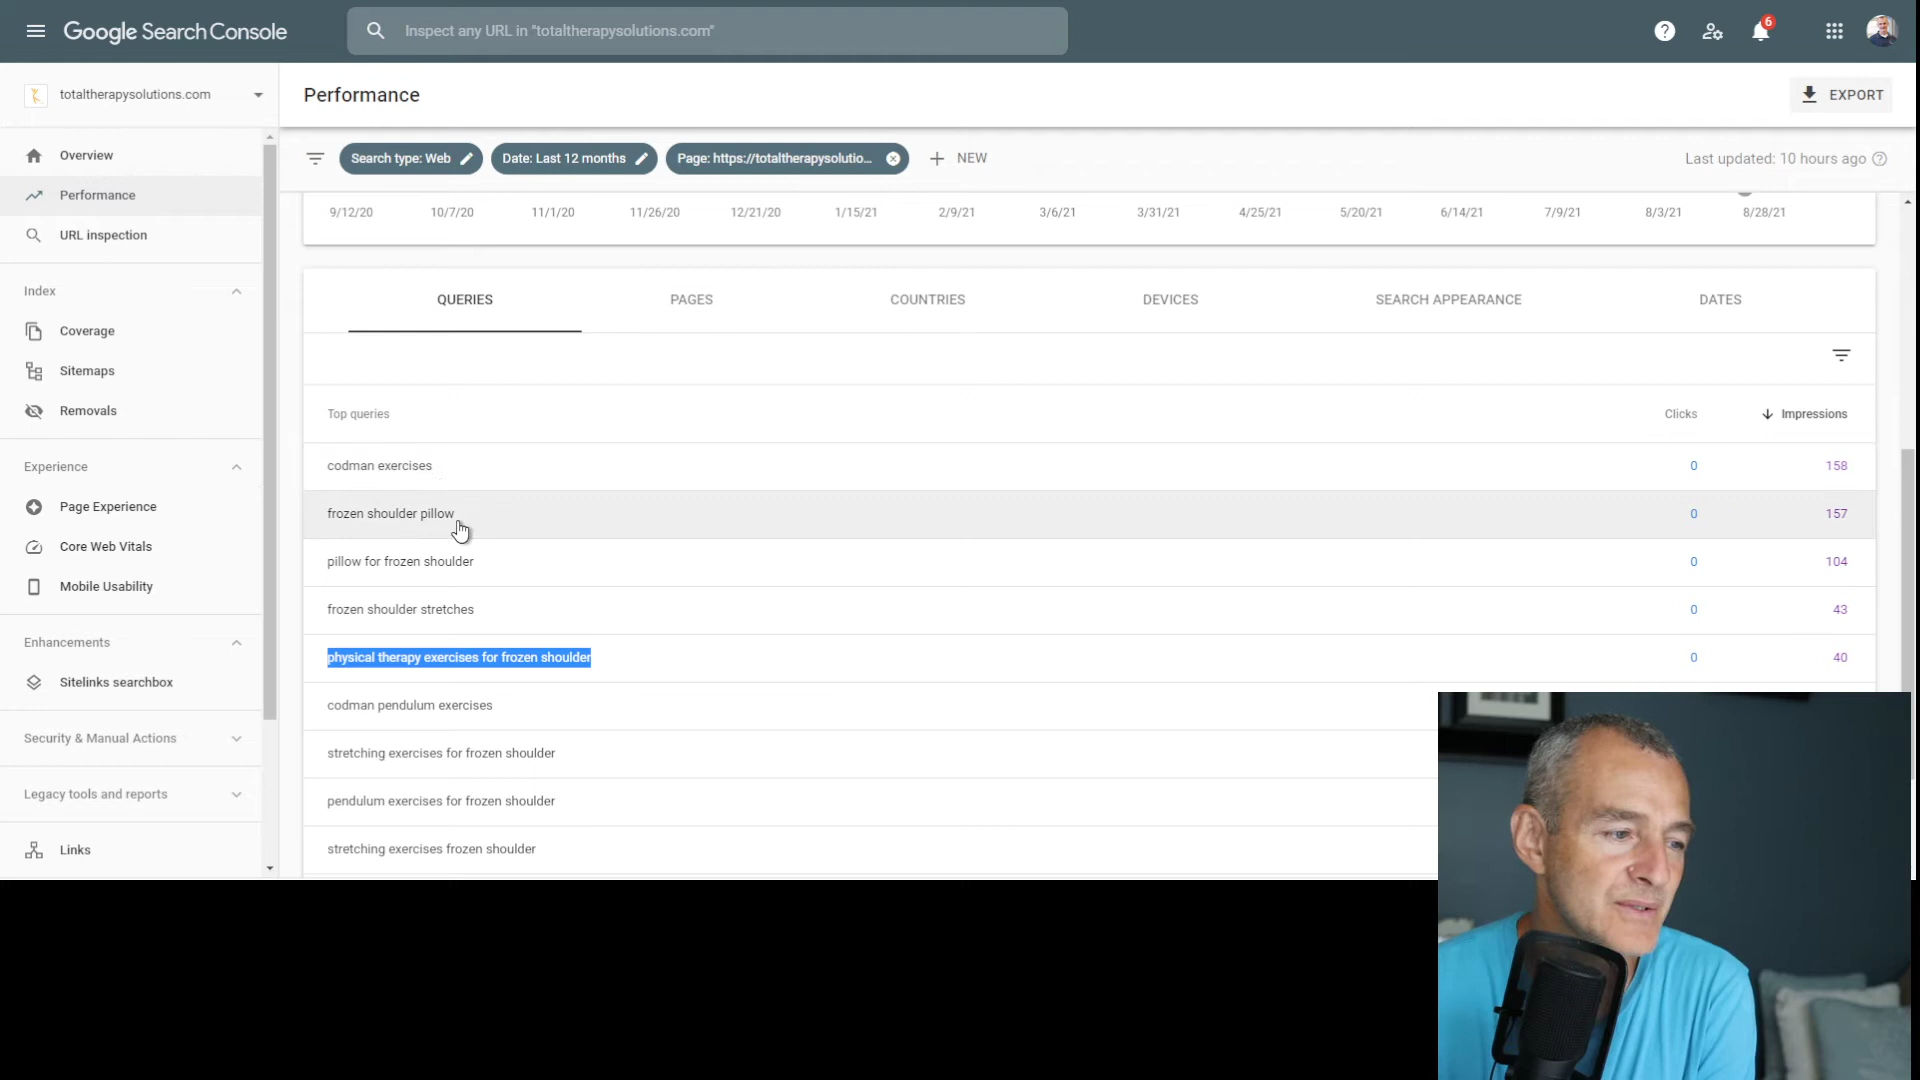 Google Search Console
Inspect any URL in "totaltherapysolutions.com"
6
totaltherapysolutions.com
Performance
EXPORT
Overview
Performance
URL inspection
Index
Coverage
Sitemaps
Removals
Experience
Page Experience
Core Web Vitals
Mobile Usability
Enhancements
Sitelinks searchbox
Security & Manual Actions
Legacy tools and reports
Links
Search type: Web
Date: Last 12 months
Page: https://totaltherapysolutio...
NEW
Last updated: 10 hours ago
9/12/20 10/7/20 11/1/20 11/26/20 12/21/20 1/15/21 2/9/21 3/6/21 3/31/21 4/25/21 5/20/21 6/14/21 7/9/21 8/3/21 8/28/21
QUERIES PAGES COUNTRIES DEVICES SEARCH APPEARANCE DATES
Top queries Clicks Impressions
codman exercises 0 158
frozen shoulder pillow 0 157
pillow for frozen shoulder 0 104
frozen shoulder stretches 0 43
physical therapy exercises for frozen shoulder 0 40
codman pendulum exercises
stretching exercises for frozen shoulder
pendulum exercises for frozen shoulder
stretching exercises frozen shoulder